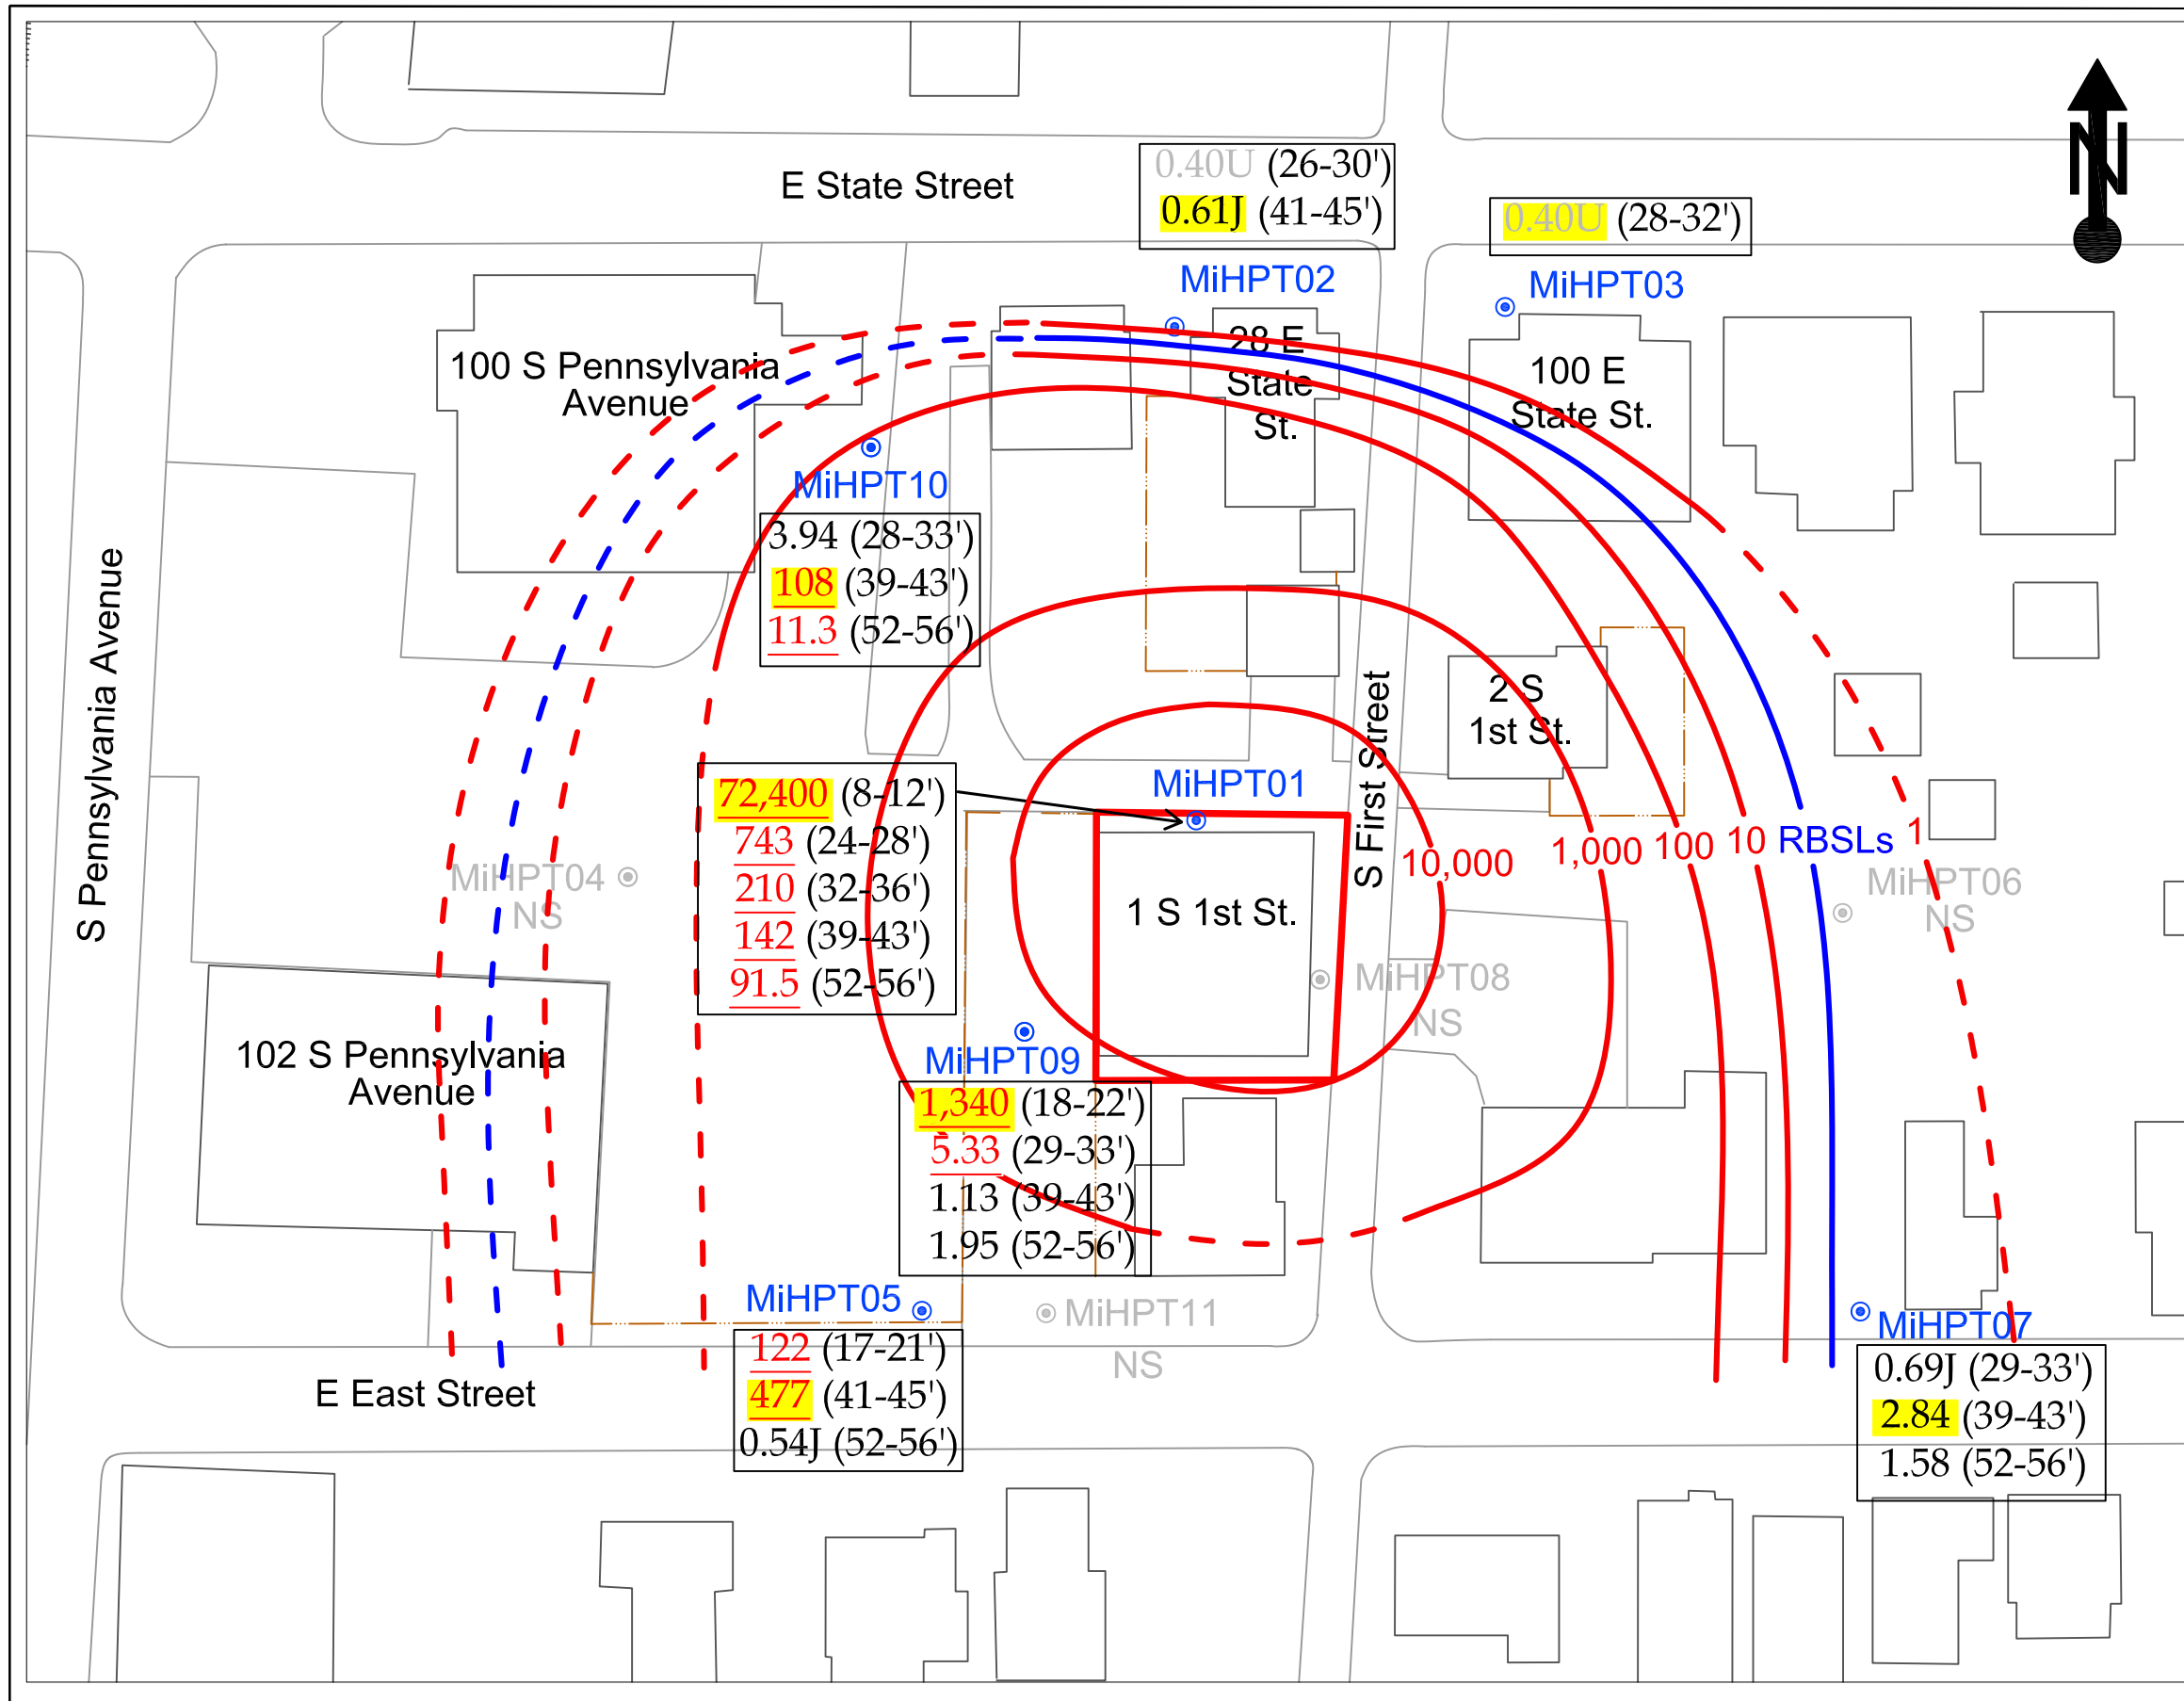 0.40U (26-30')
0.61J (41-45')
E State Street
0.40U (28-32')
N
MiHPT02
MiHPT03
28 E
State
St.
100 S Pennsylvania
Avenue
100 E
State St.
MiHPT10
3.94 (28-33')
108 (39-43')
11.3 (52-56')
S Pennsylvania Avenue
2 S
1st St.
S First Street
MiHPT01
72,400 (8-12')
743 (24-28')
210 (32-36')
142 (39-43')
91.5 (52-56')
10,000
1,000
100
10
RBSLs
1
MiHPT04
NS
MiHPT06
NS
1 S 1st St.
MiHPT08
NS
102 S Pennsylvania
Avenue
MiHPT09
1,340 (18-22')
5.33 (29-33')
1.13 (39-43')
1.95 (52-56')
MiHPT05
122 (17-21')
477 (41-45')
0.54J (52-56')
MiHPT11
NS
MiHPT07
0.69J (29-33')
2.84 (39-43')
1.58 (52-56')
E East Street